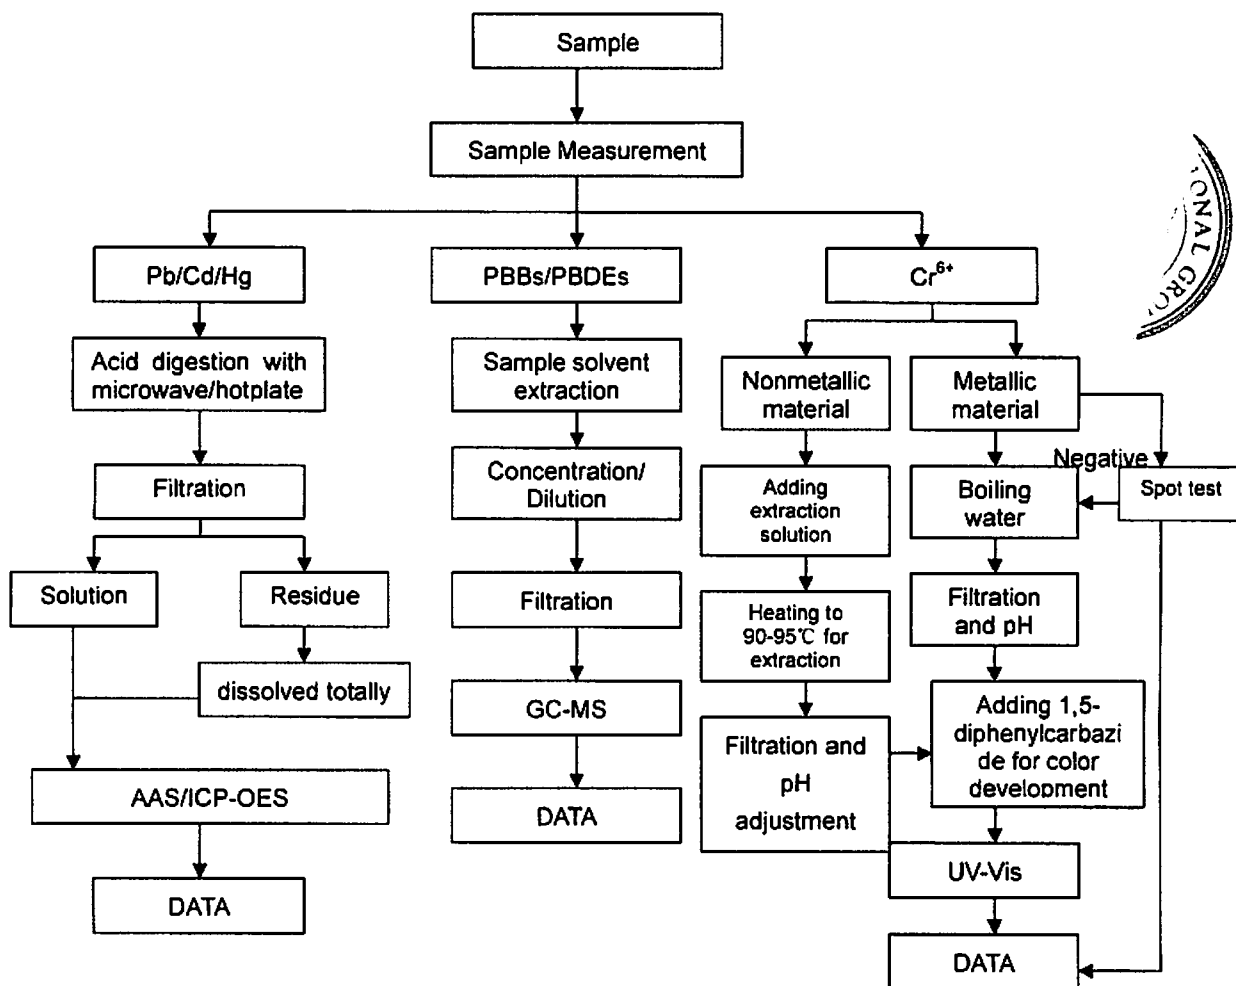 Sample
Sample Measurement
Pb/Cd/Hg
Acid digestion with
microwave/hotplate
Filtration
Solution
Residue
dissolved totally
AAS/ICP-OES
DATA
PBBs/PBDEs
Sample solvent
extraction
Concentration/
Dilution
Filtration
GC-MS
DATA
Cr⁶⁺
Nonmetallic
material
Adding
extraction
solution
Heating to
90-95℃ for
extraction
Filtration and
pH
adjustment
Metallic
material
Negative
Spot test
Boiling
water
Filtration
and pH
Adding 1,5-
diphenylcarbazi
de for color
development
UV-Vis
DATA